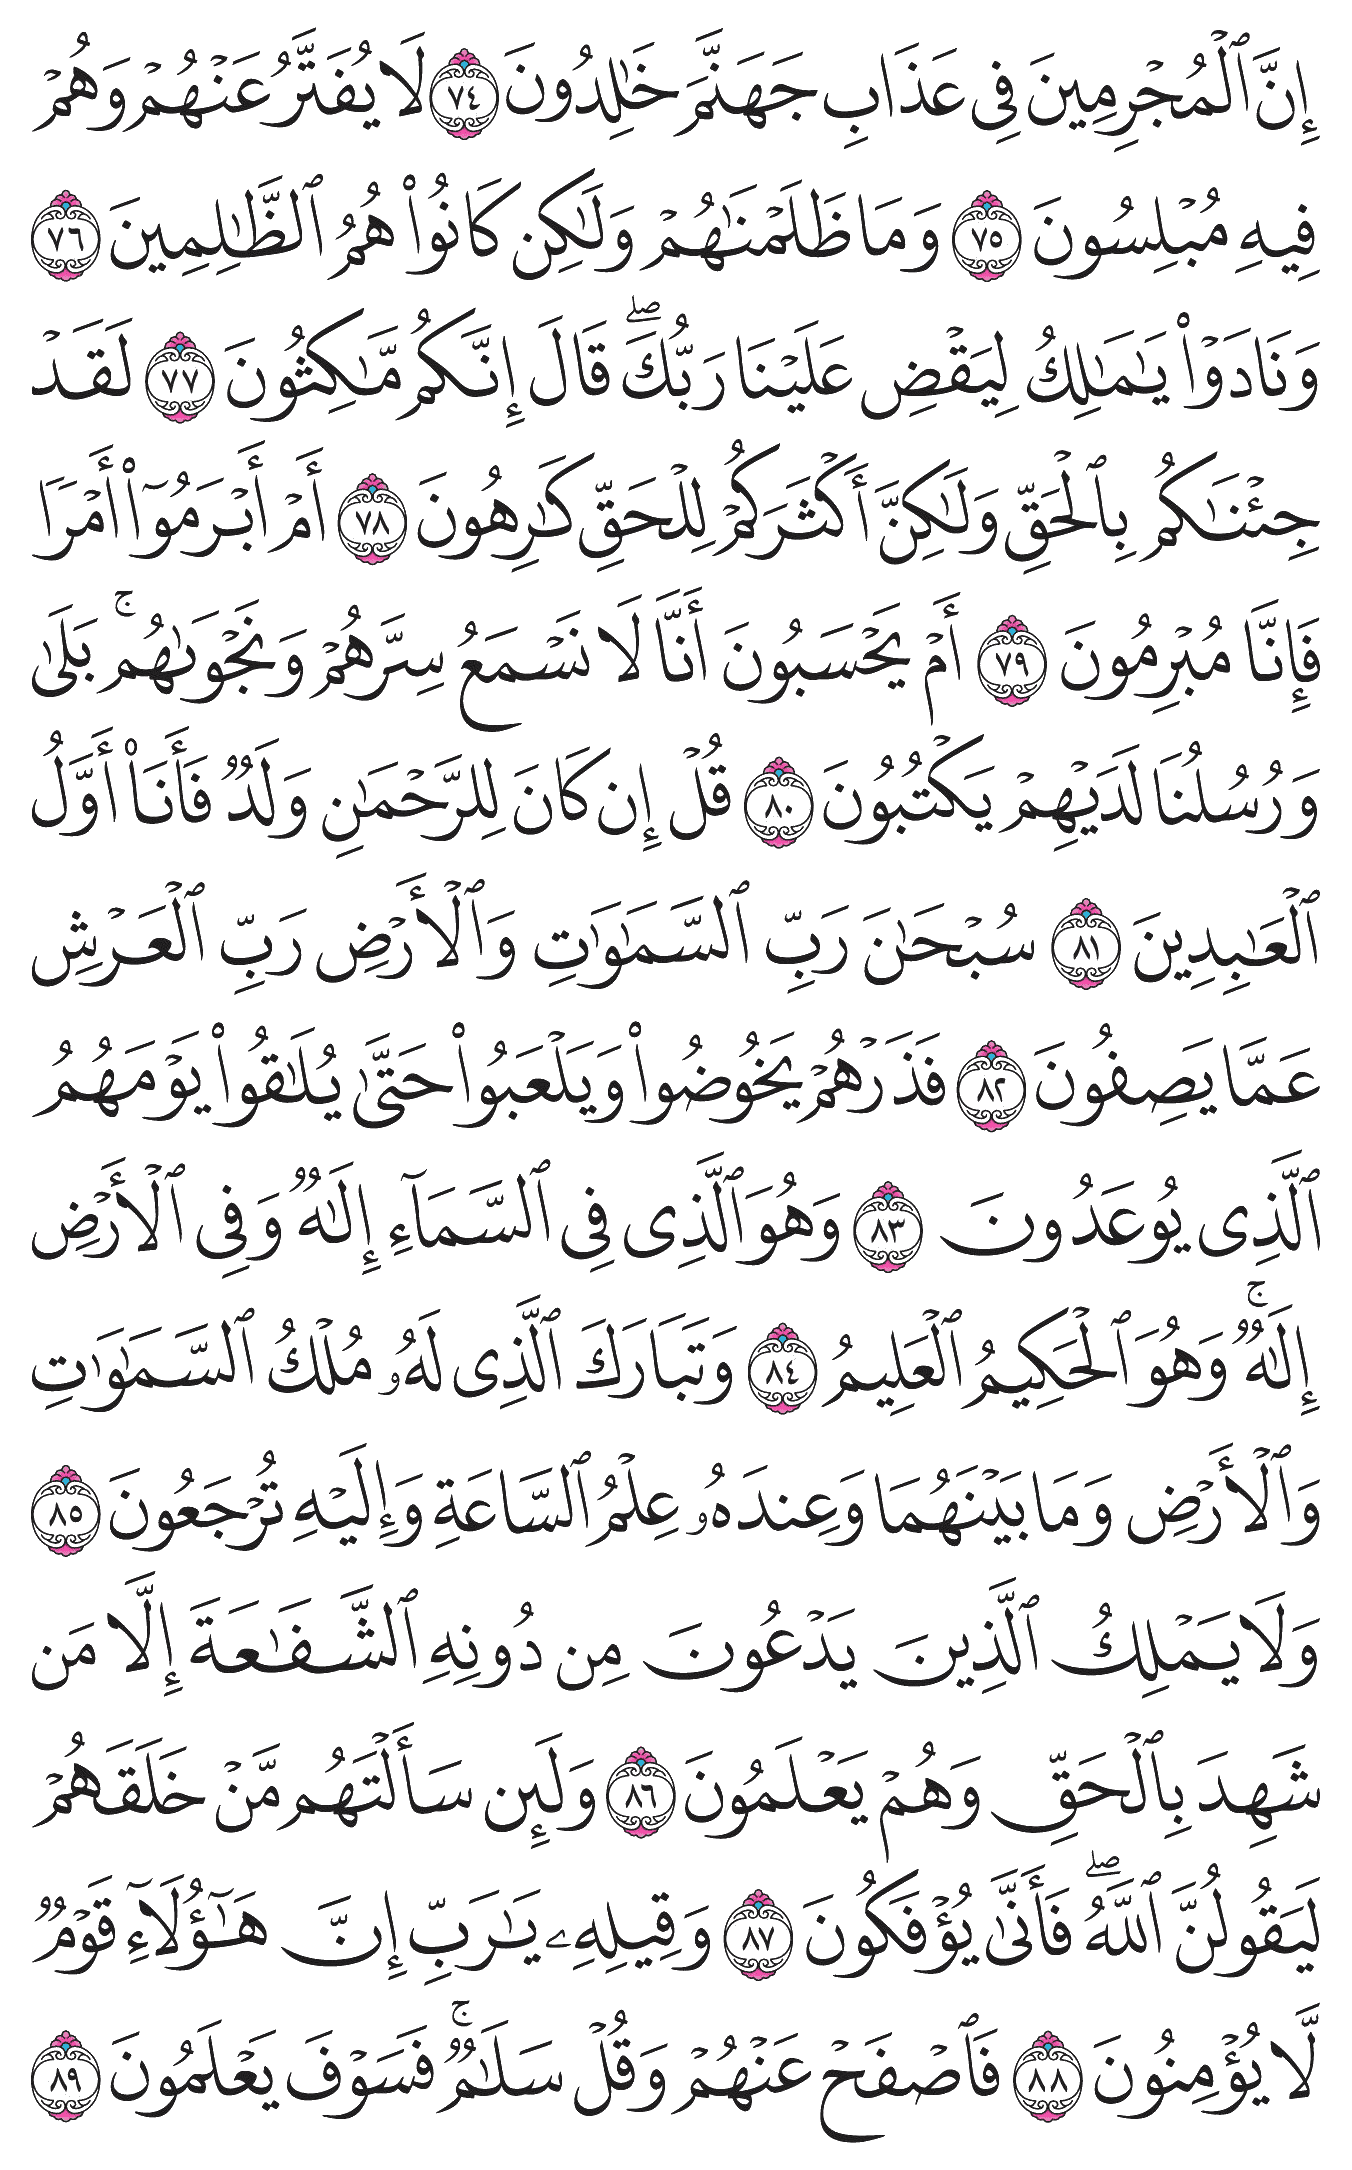 إِنَّ ٱلْمُجْرِمِينَ فِى عَذَابِ جَهَنَّمَ خَٰلِدُونَ ٧٤ لَا يُفَتَّرُ عَنْهُمْ وَهُمْ
فِيهِ مُبْلِسُونَ ٧٥ وَمَا ظَلَمْنَٰهُمْ وَلَٰكِن كَانُوا۟ هُمُ ٱلظَّٰلِمِينَ ٧٦
وَنَادَوْا۟ يَٰمَٰلِكُ لِيَقْضِ عَلَيْنَا رَبُّكَ ۖ قَالَ إِنَّكُم مَّٰكِثُونَ ٧٧ لَقَدْ
جِئْنَٰكُم بِٱلْحَقِّ وَلَٰكِنَّ أَكْثَرَكُمْ لِلْحَقِّ كَٰرِهُونَ ٧٨ أَمْ أَبْرَمُوٓا۟ أَمْرًا
فَإِنَّا مُبْرِمُونَ ٧٩ أَمْ يَحْسَبُونَ أَنَّا لَا نَسْمَعُ سِرَّهُمْ وَنَجْوَىٰهُم ۚ بَلَىٰ
وَرُسُلُنَا لَدَيْهِمْ يَكْتُبُونَ ٨٠ قُلْ إِن كَانَ لِلرَّحْمَٰنِ وَلَدٌ فَأَنَا۠ أَوَّلُ
ٱلْعَٰبِدِينَ ٨١ سُبْحَٰنَ رَبِّ ٱلسَّمَٰوَٰتِ وَٱلْأَرْضِ رَبِّ ٱلْعَرْشِ
عَمَّا يَصِفُونَ ٨٢ فَذَرْهُمْ يَخُوضُوا۟ وَيَلْعَبُوا۟ حَتَّىٰ يُلَٰقُوا۟ يَوْمَهُمُ
ٱلَّذِى يُوعَدُونَ ٨٣ وَهُوَ ٱلَّذِى فِى ٱلسَّمَآءِ إِلَٰهٌ وَفِى ٱلْأَرْضِ
إِلَٰهٌ ۚ وَهُوَ ٱلْحَكِيمُ ٱلْعَلِيمُ ٨٤ وَتَبَارَكَ ٱلَّذِى لَهُۥ مُلْكُ ٱلسَّمَٰوَٰتِ
وَٱلْأَرْضِ وَمَا بَيْنَهُمَا وَعِندَهُۥ عِلْمُ ٱلسَّاعَةِ وَإِلَيْهِ تُرْجَعُونَ ٨٥
وَلَا يَمْلِكُ ٱلَّذِينَ يَدْعُونَ مِن دُونِهِ ٱلشَّفَٰعَةَ إِلَّا مَن
شَهِدَ بِٱلْحَقِّ وَهُمْ يَعْلَمُونَ ٨٦ وَلَئِن سَأَلْتَهُم مَّنْ خَلَقَهُمْ
لَيَقُولُنَّ ٱللَّهُ ۖ فَأَنَّىٰ يُؤْفَكُونَ ٨٧ وَقِيلِهِۦ يَٰرَبِّ إِنَّ هَٰٓؤُلَآءِ قَوْمٌ
لَّا يُؤْمِنُونَ ٨٨ فَٱصْفَحْ عَنْهُمْ وَقُلْ سَلَٰمٌ ۚ فَسَوْفَ يَعْلَمُونَ ٨٩